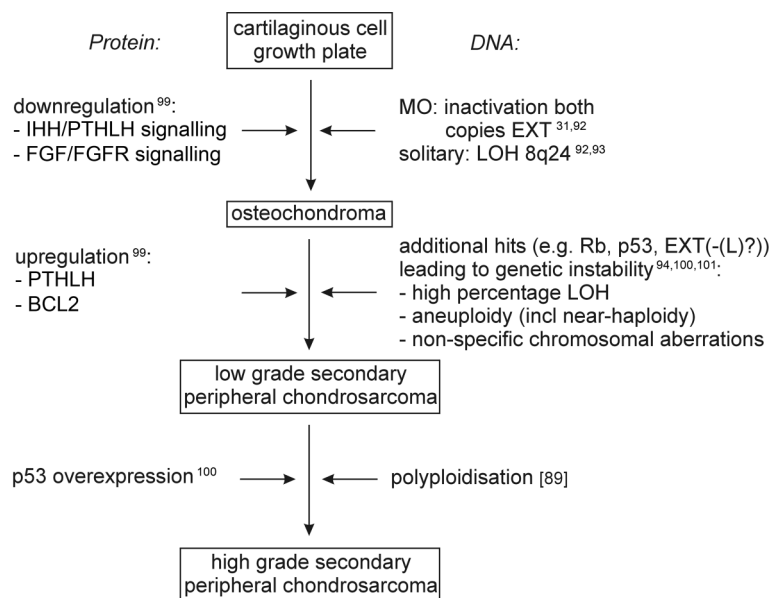 Protein:
cartilaginous cell
growth plate
DNA:
downregulation 99:
- IHH/PTHLH signalling
- FGF/FGFR signalling
MO: inactivation both
copies EXT 31,92
solitary: LOH 8q24 92,93
osteochondroma
upregulation 99:
- PTHLH
- BCL2
additional hits (e.g. Rb, p53, EXT(-(L)?))
leading to genetic instability 94,100,101:
- high percentage LOH
- aneuploidy (incl near-haploidy)
- non-specific chromosomal aberrations
low grade secondary
peripheral chondrosarcoma
p53 overexpression 100
polyploidisation [89]
high grade secondary
peripheral chondrosarcoma